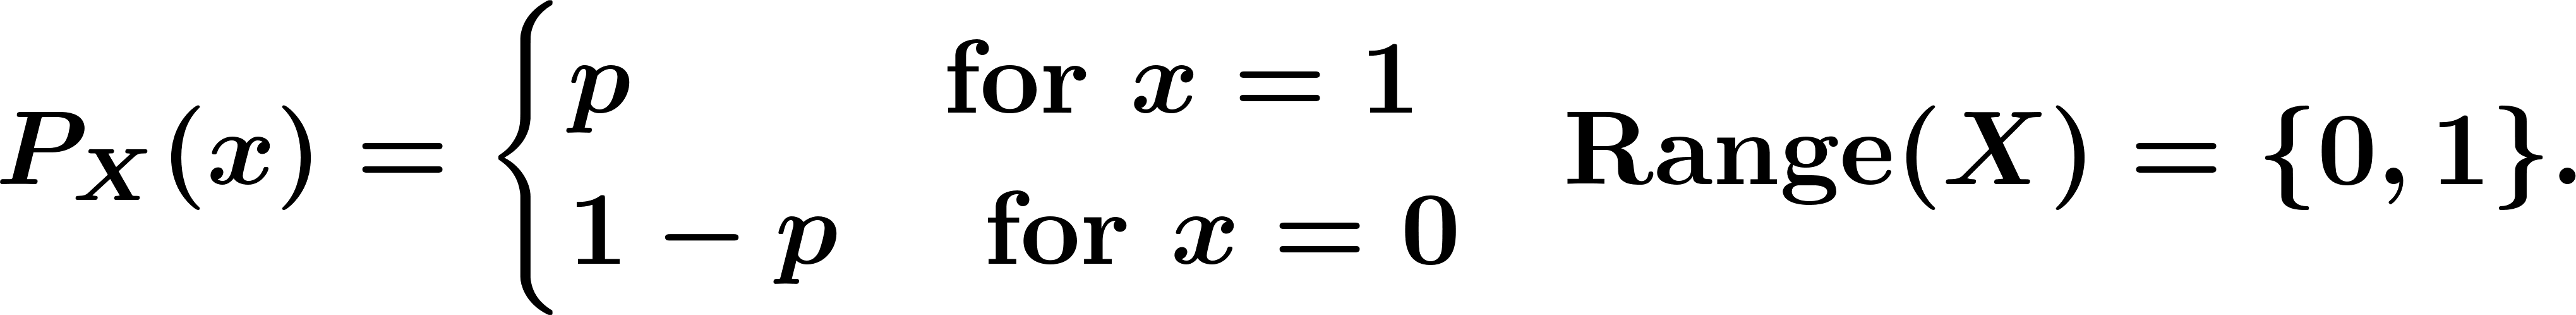 P_X(x) = { p for x = 1
1 − p for x = 0 Range(X) = {0, 1}.